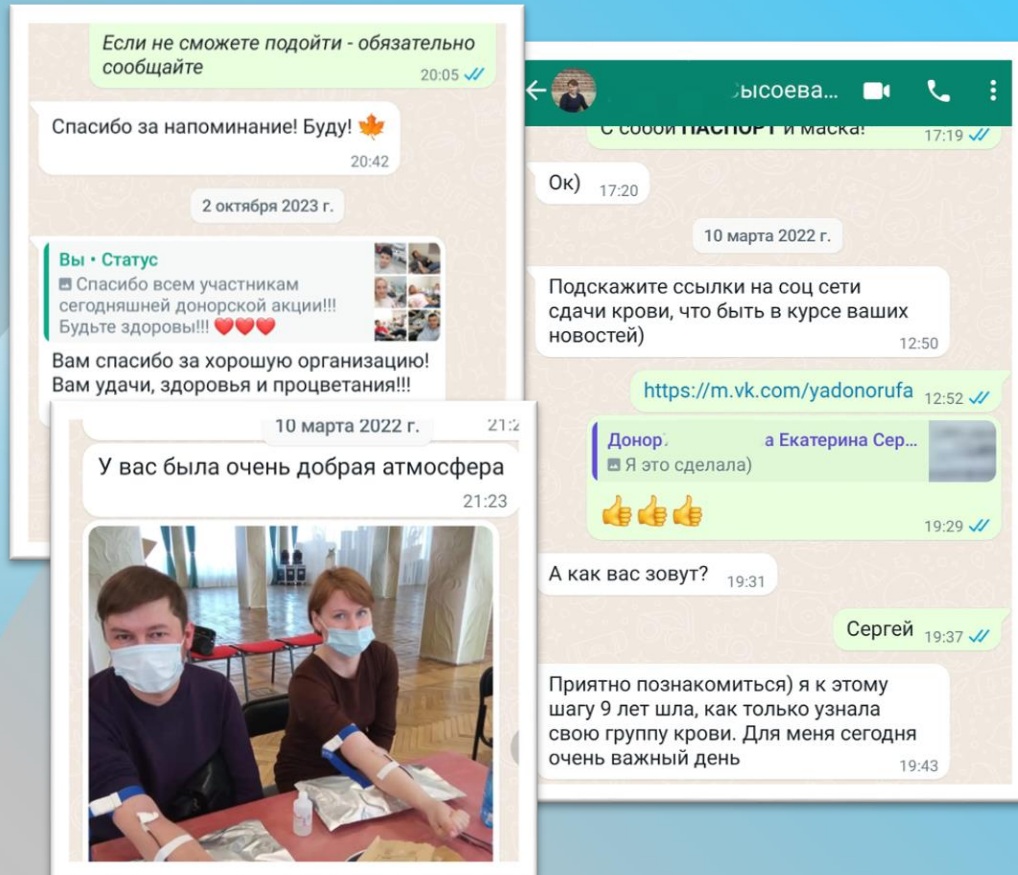 Если не сможете подойти - обязательно
сообщайте
20:05
Спасибо за напоминание! Буду! 🍁
20:42
2 октября 2023 г.
Вы • Статус
Спасибо всем участникам
сегодняшней донорской акции!!!
Будьте здоровы!!! ❤️❤️❤️
Вам спасибо за хорошую организацию!
Вам удачи, здоровья и процветания!!!
10 марта 2022 г.
У вас была очень добрая атмосфера
21:23
ысоева...
С собой ПАСПОРТ и маска!
17:19
Ок)
17:20
10 марта 2022 г.
Подскажите ссылки на соц сети
сдачи крови, что быть в курсе ваших
новостей)
12:50
https://m.vk.com/yadonorufa
12:52
Донор а Екатерина Сер...
Я это сделала)
👍👍👍
19:29
А как вас зовут?
19:31
Сергей
19:37
Приятно познакомиться) я к этому
шагу 9 лет шла, как только узнала
свою группу крови. Для меня сегодня
очень важный день
19:43